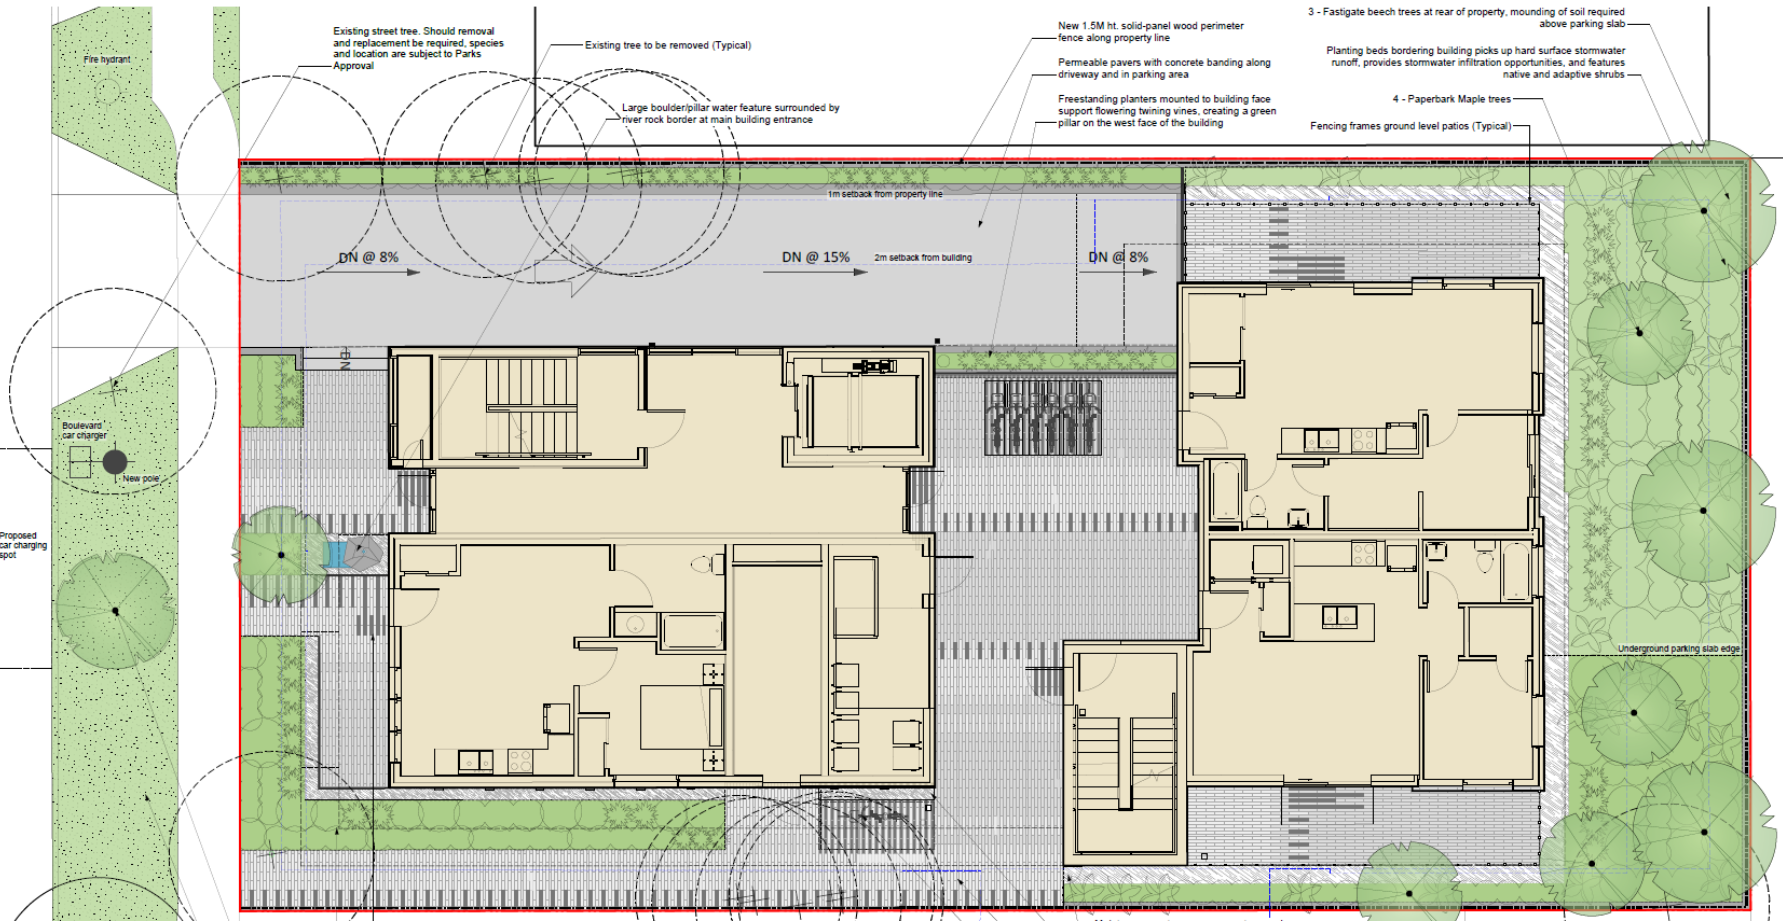 Fire hydrant
Existing street tree. Should removal
and replacement be required, species
and location are subject to Parks
Approval
Existing tree to be removed (Typical)
Large boulder/pillar water feature surrounded by
river rock border at main building entrance
New 1.5M ht. solid-panel wood perimeter
fence along property line
Permeable pavers with concrete banding along
driveway and in parking area
Freestanding planters mounted to building face
support flowering twining vines, creating a green
pillar on the west face of the building
3 - Fastigate beech trees at rear of property, mounding of soil required
above parking slab
Planting beds bordering building picks up hard surface stormwater
runoff, provides stormwater infiltration opportunities, and features
native and adaptive shrubs
4 - Paperbark Maple trees
Fencing frames ground level patios (Typical)
1m setback from property line
DN @ 8%
DN @ 15%
2m setback from building
DN @ 8%
DN
Boulevard
car charger
New pole
Proposed
car charging
spot
Underground parking slab edge